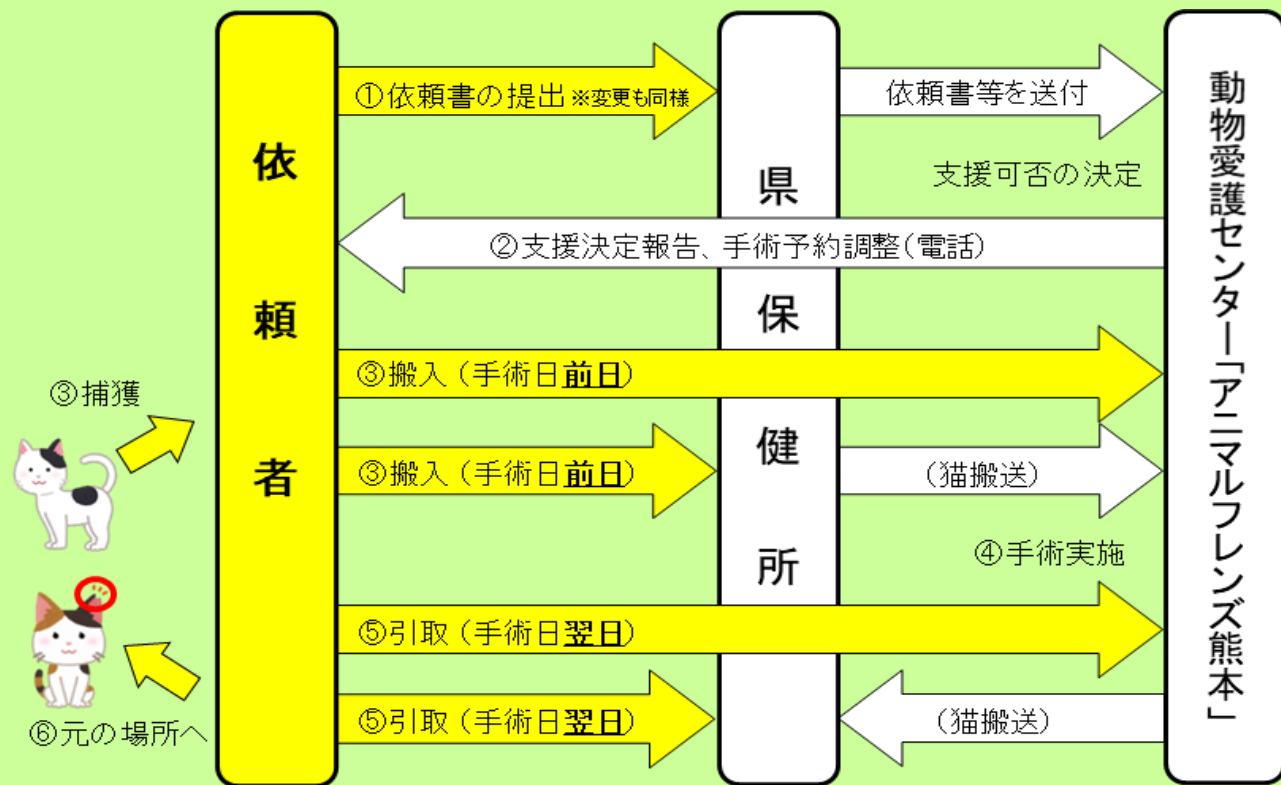 依頼者
県保健所
動物愛護センター「アニマルフレンズ熊本」
①依頼書の提出 ※変更も同様
依頼書等を送付
支援可否の決定
②支援決定報告、手術予約調整(電話)
③捕獲
③搬入（手術日前日）
③搬入（手術日前日）
(猫搬送)
④手術実施
⑤引取（手術日翌日）
⑤引取（手術日翌日）
(猫搬送)
⑥元の場所へ